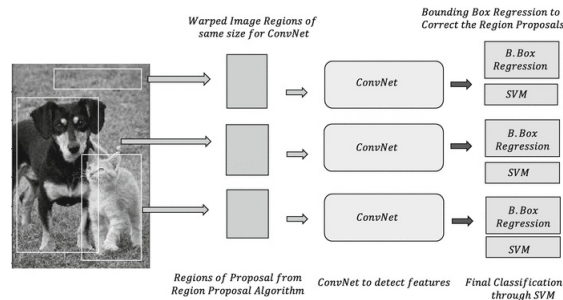 Warped Image Regions of
same size for ConvNet
Bounding Box Regression to
Correct the Region Proposals
ConvNet
B.Box
Regression
SVM
ConvNet
B.Box
Regression
SVM
ConvNet
B.Box
Regression
SVM
Regions of Proposal from
Region Proposal Algorithm
ConvNet to detect features
Final Classification
through SVM